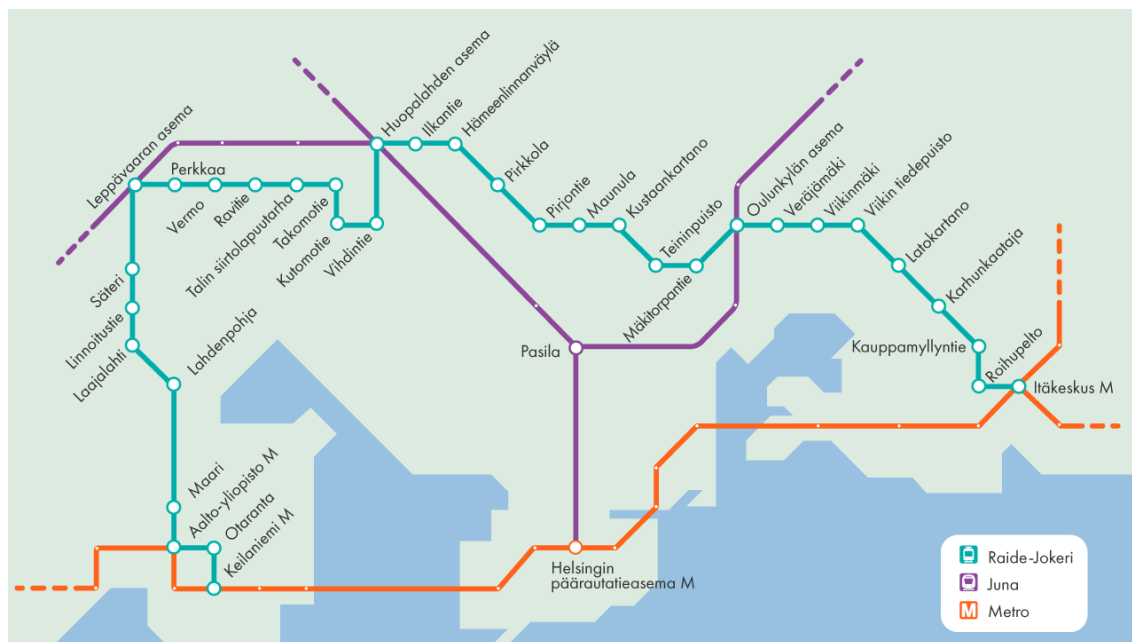 Leppävaaran asema
Perkkaa
Vermo
Ravitie
Talin siirtolapuutarha
Takomotie
Kutomotie
Vihdintie
Huopalahden asema
Ilkantie
Hämeenlinnanväylä
Pirkkola
Pirjontie
Maunula
Kustaankartano
Teininpuisto
Mäkitorpantie
Oulunkylän asema
Veräjämäki
Viikinmäki
Viikin tiedepuisto
Latokartano
Karhunkaataja
Kauppamyllyntie
Roihupelto
Itäkeskus M
Säteri
Linnoitustie
Laajalahti
Lahdenpohja
Maari
Aalto-yliopisto M
Otaranta
Keilaniemi M
Pasila
Helsingin
päärautatieasema M
Raide-Jokeri
Juna
M Metro